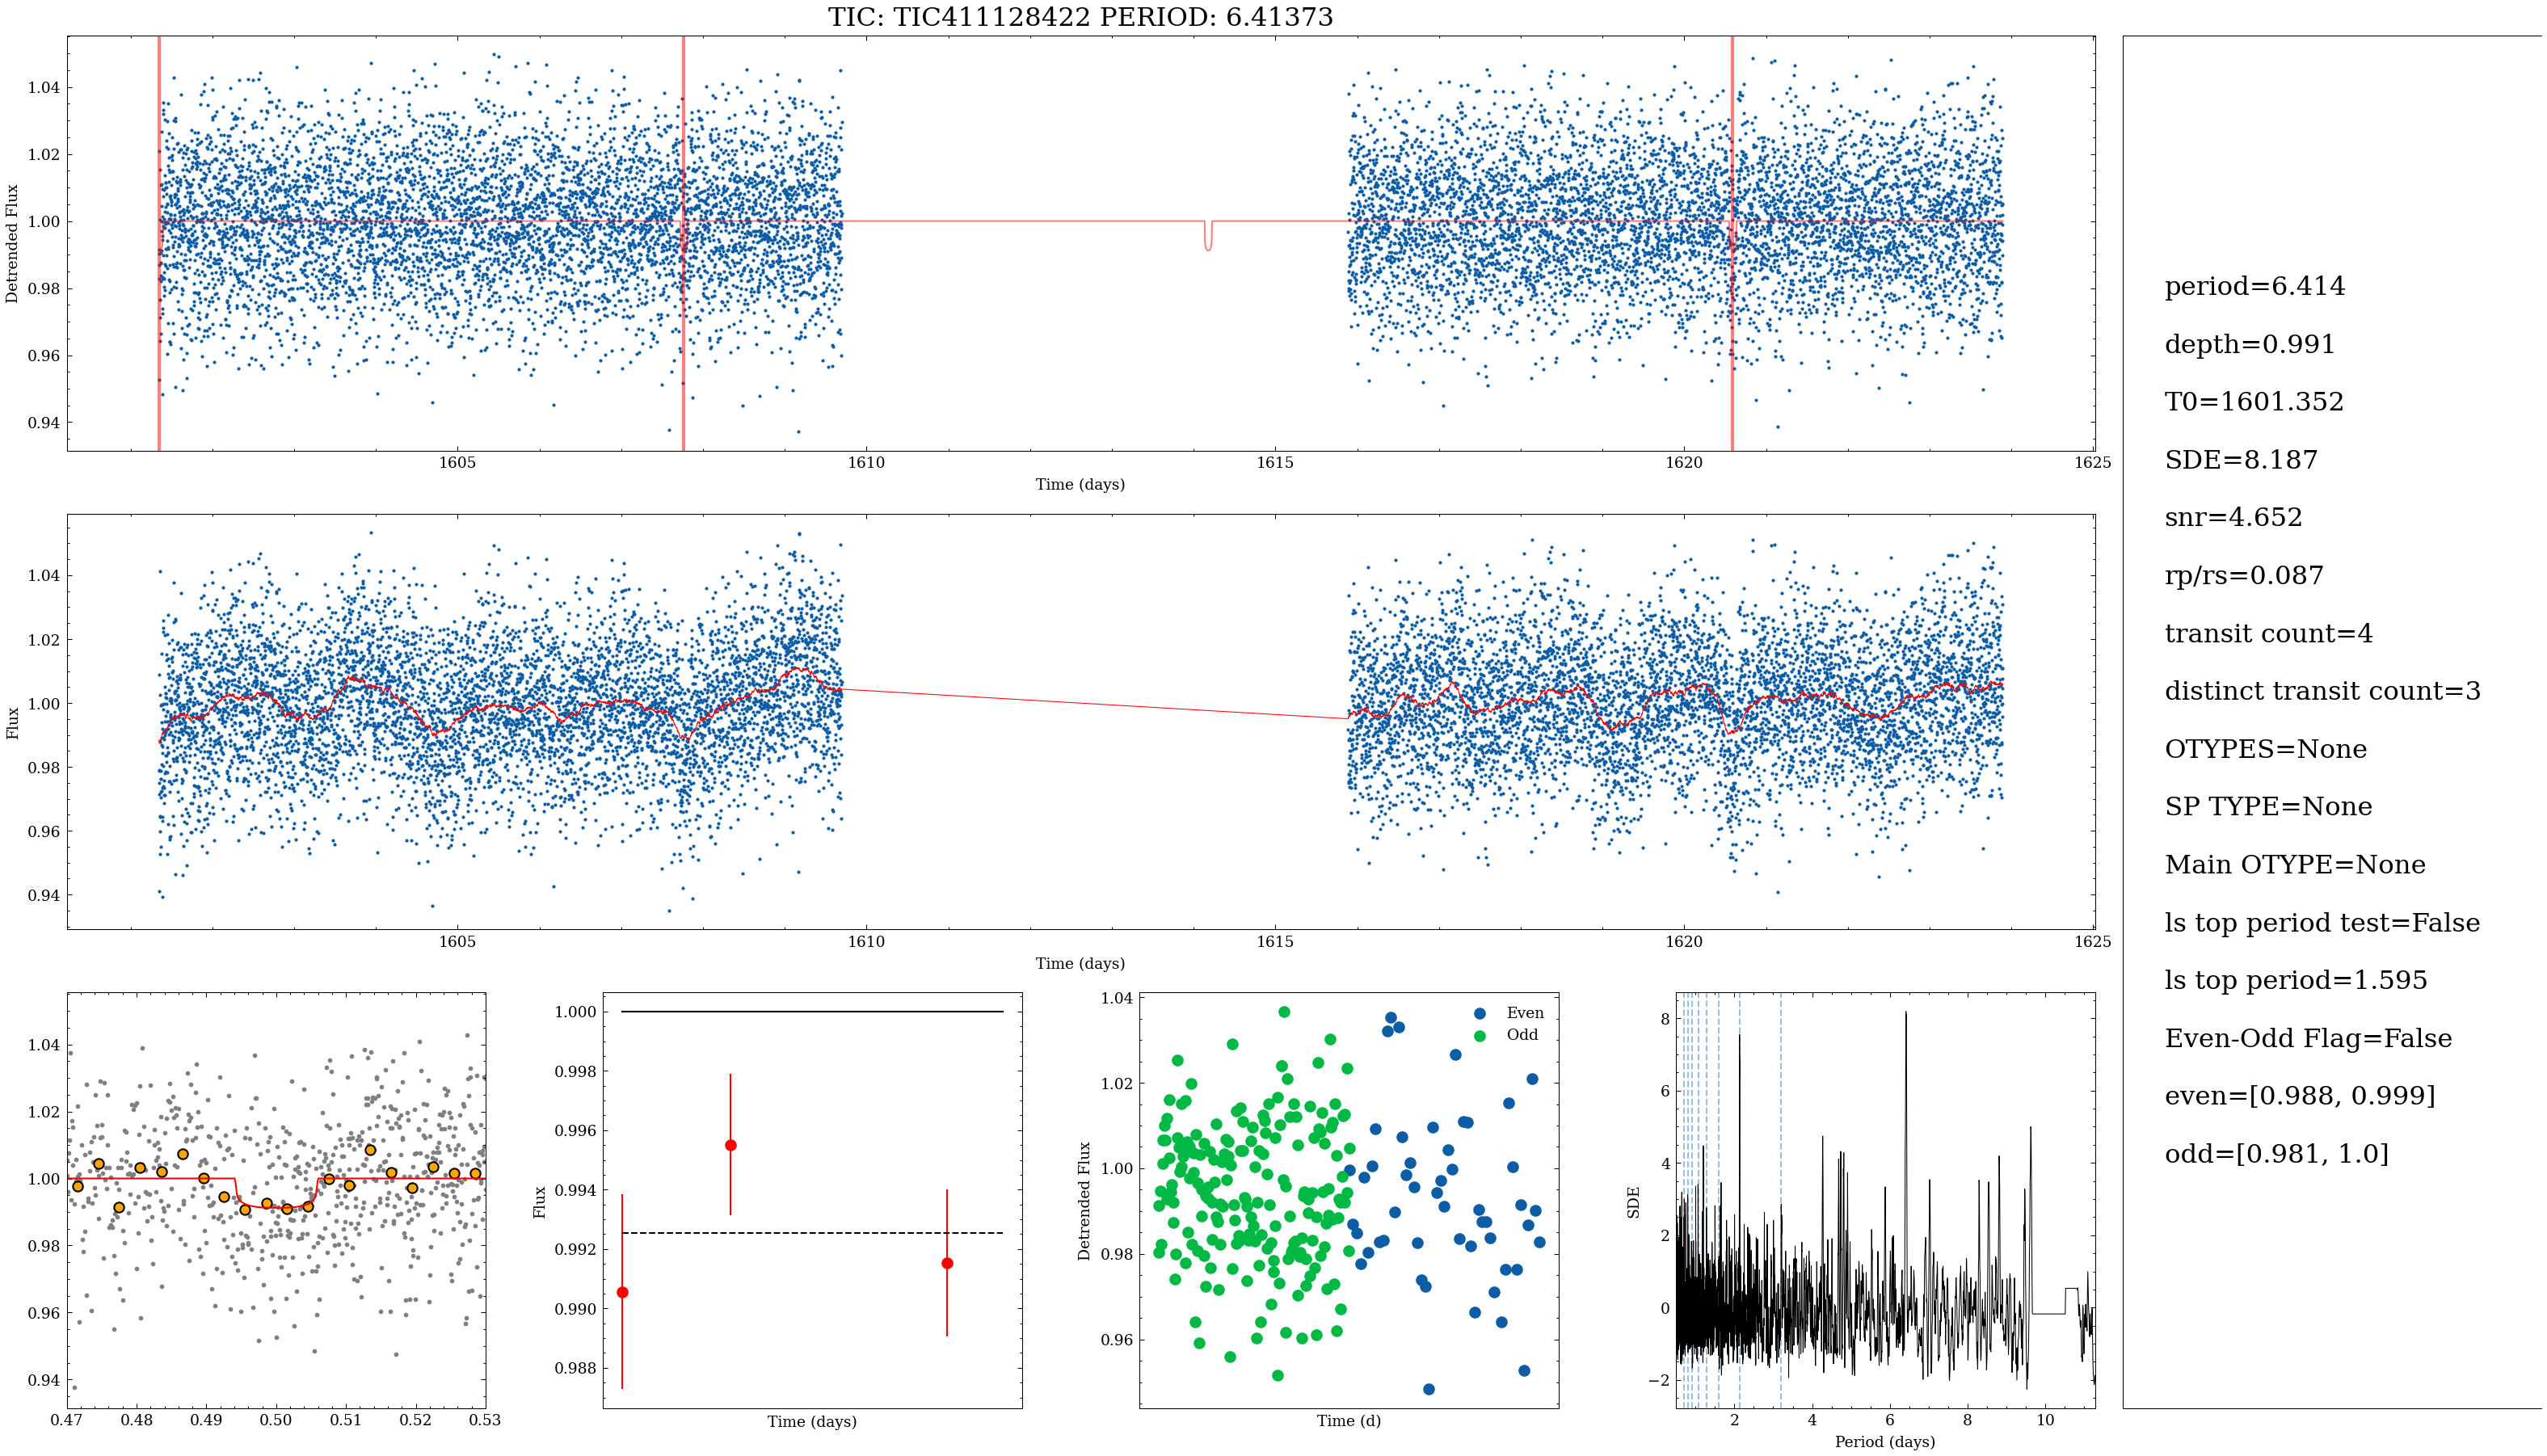 TIC: TIC411128422 PERIOD: 6.41373
Detrended Flux
1.04
1.02
1.00
0.98
0.96
0.94
1605
1610
1615
1620
1625
Time (days)
Flux
1.04
1.02
1.00
0.98
0.96
0.94
1605
1610
1615
1620
1625
Time (days)
1.04
1.02
1.00
0.98
0.96
0.94
0.47
0.48
0.49
0.50
0.51
0.52
0.53
Flux
1.000
0.998
0.996
0.994
0.992
0.990
0.988
Time (days)
Detrended Flux
1.04
1.02
1.00
0.98
0.96
Even
Odd
Time (d)
SDE
8
6
4
2
0
−2
2
4
6
8
10
Period (days)
period=6.414
depth=0.991
T0=1601.352
SDE=8.187
snr=4.652
rp/rs=0.087
transit count=4
distinct transit count=3
OTYPES=None
SP TYPE=None
Main OTYPE=None
ls top period test=False
ls top period=1.595
Even-Odd Flag=False
even=[0.988, 0.999]
odd=[0.981, 1.0]